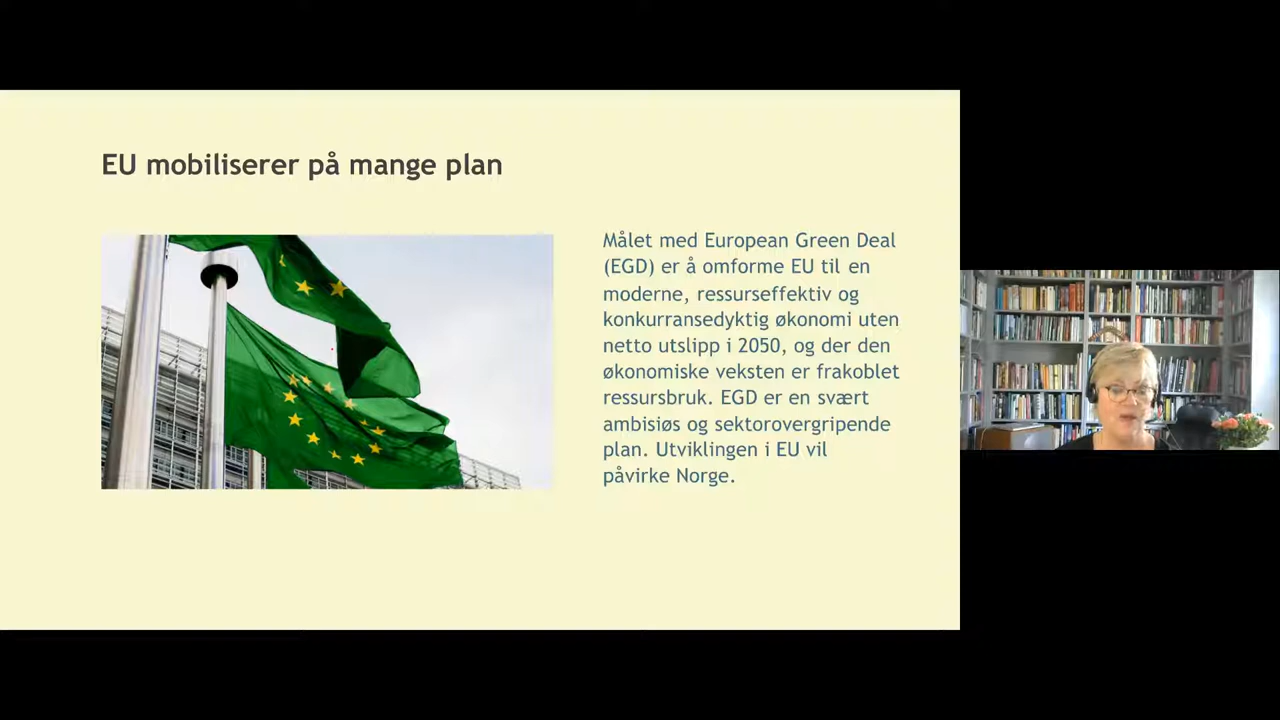 EU mobiliserer på mange plan
Målet med European Green Deal
(EGD) er å omforme EU til en
moderne, ressurseffektiv og
konkurransedyktig økonomi uten
netto utslipp i 2050, og der den
økonomiske veksten er frakoblet
ressursbruk. EGD er en svært
ambisiøs og sektorovergripende
plan. Utviklingen i EU vil
påvirke Norge.